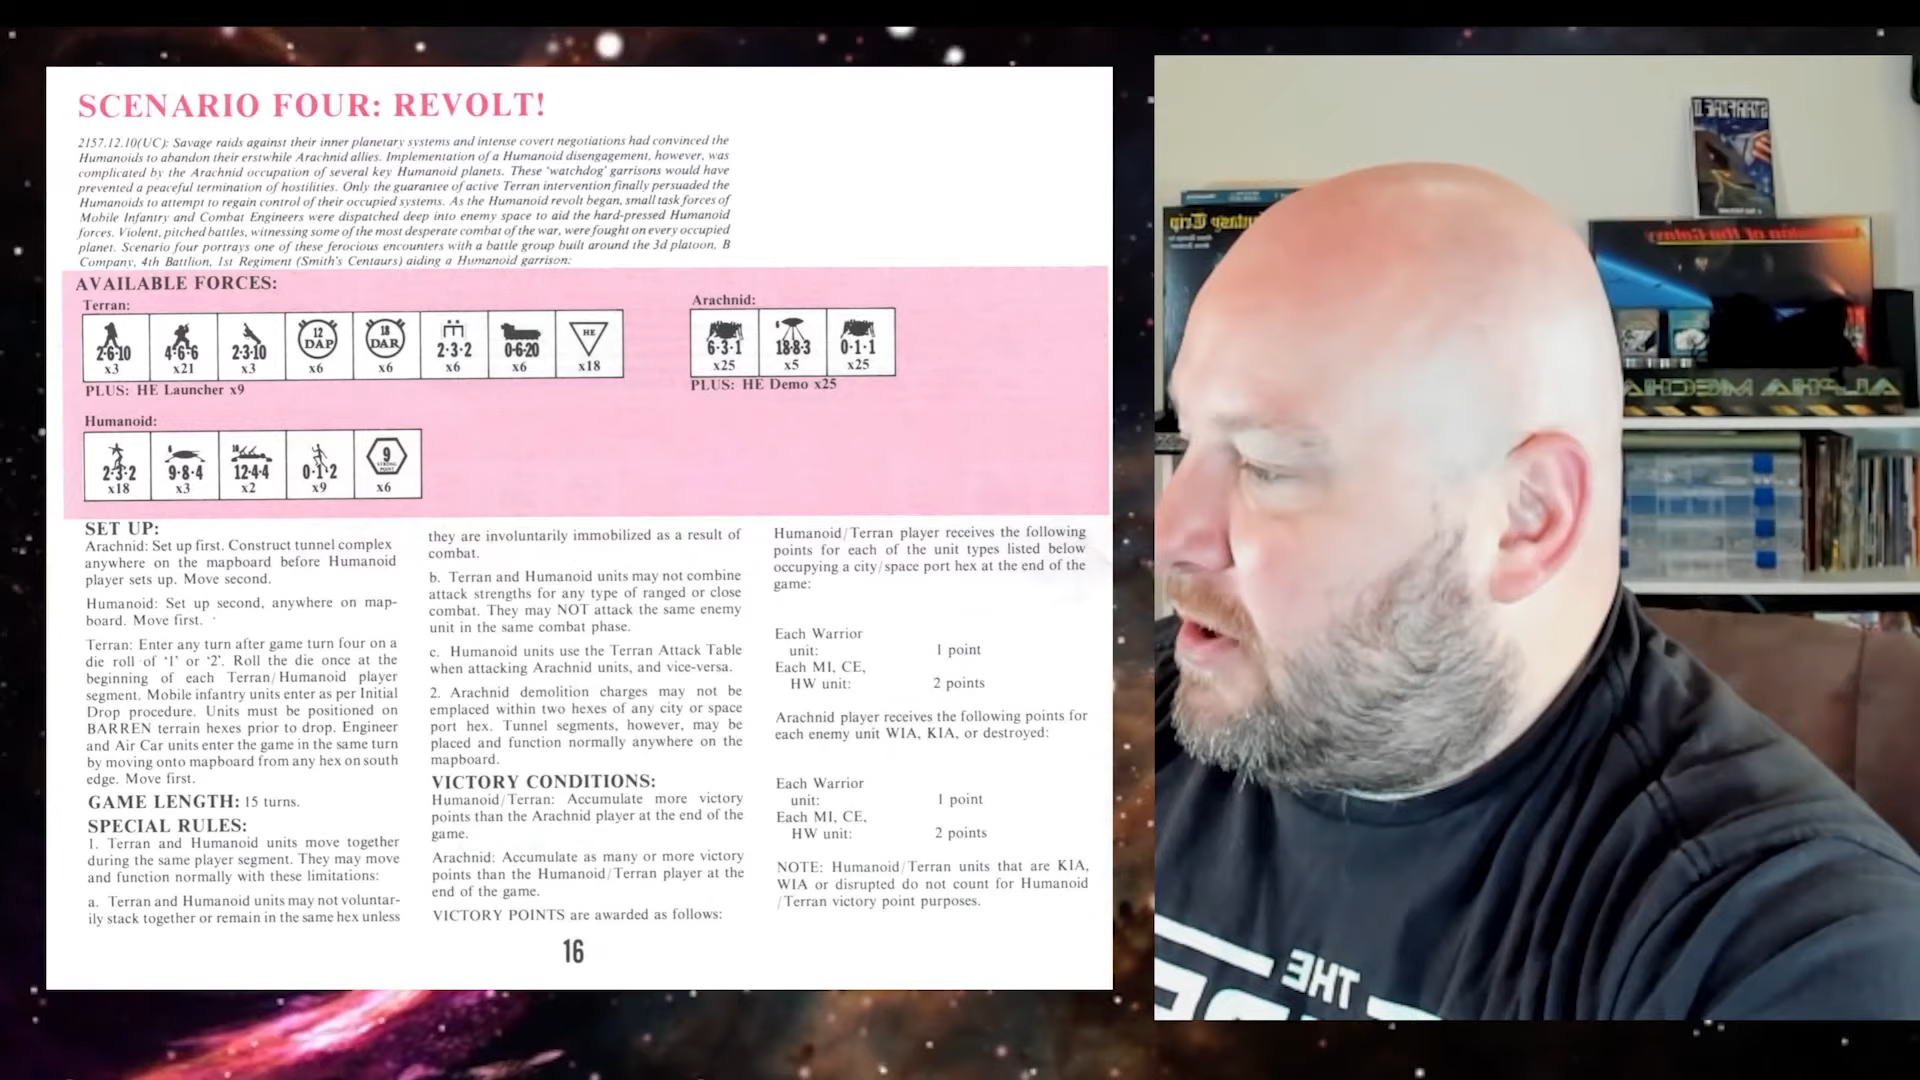 SCENARIO FOUR: REVOLT!
2157.12.10(UC): Savage raids against their inner planetary systems and intense covert negotiations had convinced the
Humanoids to abandon their erstwhile Arachnid allies. Implementation of a Humanoid disengagement, however, was
complicated by the Arachnid occupation of several key Humanoid planets. These 'watchdog' garrisons would have
prevented a peaceful termination of hostilities. Only the guarantee of active Terran intervention finally persuaded the
Humanoids to attempt to regain control of their occupied systems. As the Humanoid revolt began, small task forces of
Mobile Infantry and Combat Engineers were dispatched deep into enemy space to aid the hard-pressed Humanoid
forces. Violent, pitched battles, witnessing some of the most desperate combat of the war, were fought on every occupied
planet. Scenario four portrays one of these ferocious encounters with a battle group built around the 3d platoon, B
Company, 4th Battlion, 1st Regiment (Smith's Centaurs) aiding a Humanoid garrison:
AVAILABLE FORCES:
Terran:
2·6·10 4·6·6 2·3·10 12 DAP 18 DAR 2·3·2 0·6·20 HE
x3 x21 x3 x6 x6 x6 x6 x18
PLUS: HE Launcher x9
Arachnid:
6·3·1 18·8·3 0·1·1
x25 x5 x25
PLUS: HE Demo x25
Humanoid:
2·3·2 9·8·4 12·4·4 0·1·2 9
x18 x3 x2 x9 x6
SET UP:
Arachnid: Set up first. Construct tunnel complex
anywhere on the mapboard before Humanoid
player sets up. Move second.
Humanoid: Set up second, anywhere on map-
board. Move first.
Terran: Enter any turn after game turn four on a
die roll of '1' or '2'. Roll the die once at the
beginning of each Terran/Humanoid player
segment. Mobile infantry units enter as per Initial
Drop procedure. Units must be positioned on
BARREN terrain hexes prior to drop. Engineer
and Air Car units enter the game in the same turn
by moving onto mapboard from any hex on south
edge. Move first.
GAME LENGTH: 15 turns.
SPECIAL RULES:
1. Terran and Humanoid units move together
during the same player segment. They may move
and function normally with these limitations:
a. Terran and Humanoid units may not voluntar-
ily stack together or remain in the same hex unless
they are involuntarily immobilized as a result of
combat.
b. Terran and Humanoid units may not combine
attack strengths for any type of ranged or close
combat. They may NOT attack the same enemy
unit in the same combat phase.
c. Humanoid units use the Terran Attack Table
when attacking Arachnid units, and vice-versa.
2. Arachnid demolition charges may not be
emplaced within two hexes of any city or space
port hex. Tunnel segments, however, may be
placed and function normally anywhere on the
mapboard.
VICTORY CONDITIONS:
Humanoid/Terran: Accumulate more victory
points than the Arachnid player at the end of the
game.
Arachnid: Accumulate as many or more victory
points than the Humanoid/Terran player at the
end of the game.
VICTORY POINTS are awarded as follows:
Humanoid/Terran player receives the following
points for each of the unit types listed below
occupying a city/space port hex at the end of the
game:
Each Warrior
unit: 1 point
Each MI, CE,
HW unit: 2 points
Arachnid player receives the following points for
each enemy unit WIA, KIA, or destroyed:
Each Warrior
unit: 1 point
Each MI, CE,
HW unit: 2 points
NOTE: Humanoid/Terran units that are KIA,
WIA or disrupted do not count for Humanoid
/Terran victory point purposes.
16
STARFIRE II
of the Galaxy
ALPHA MECHA
THE